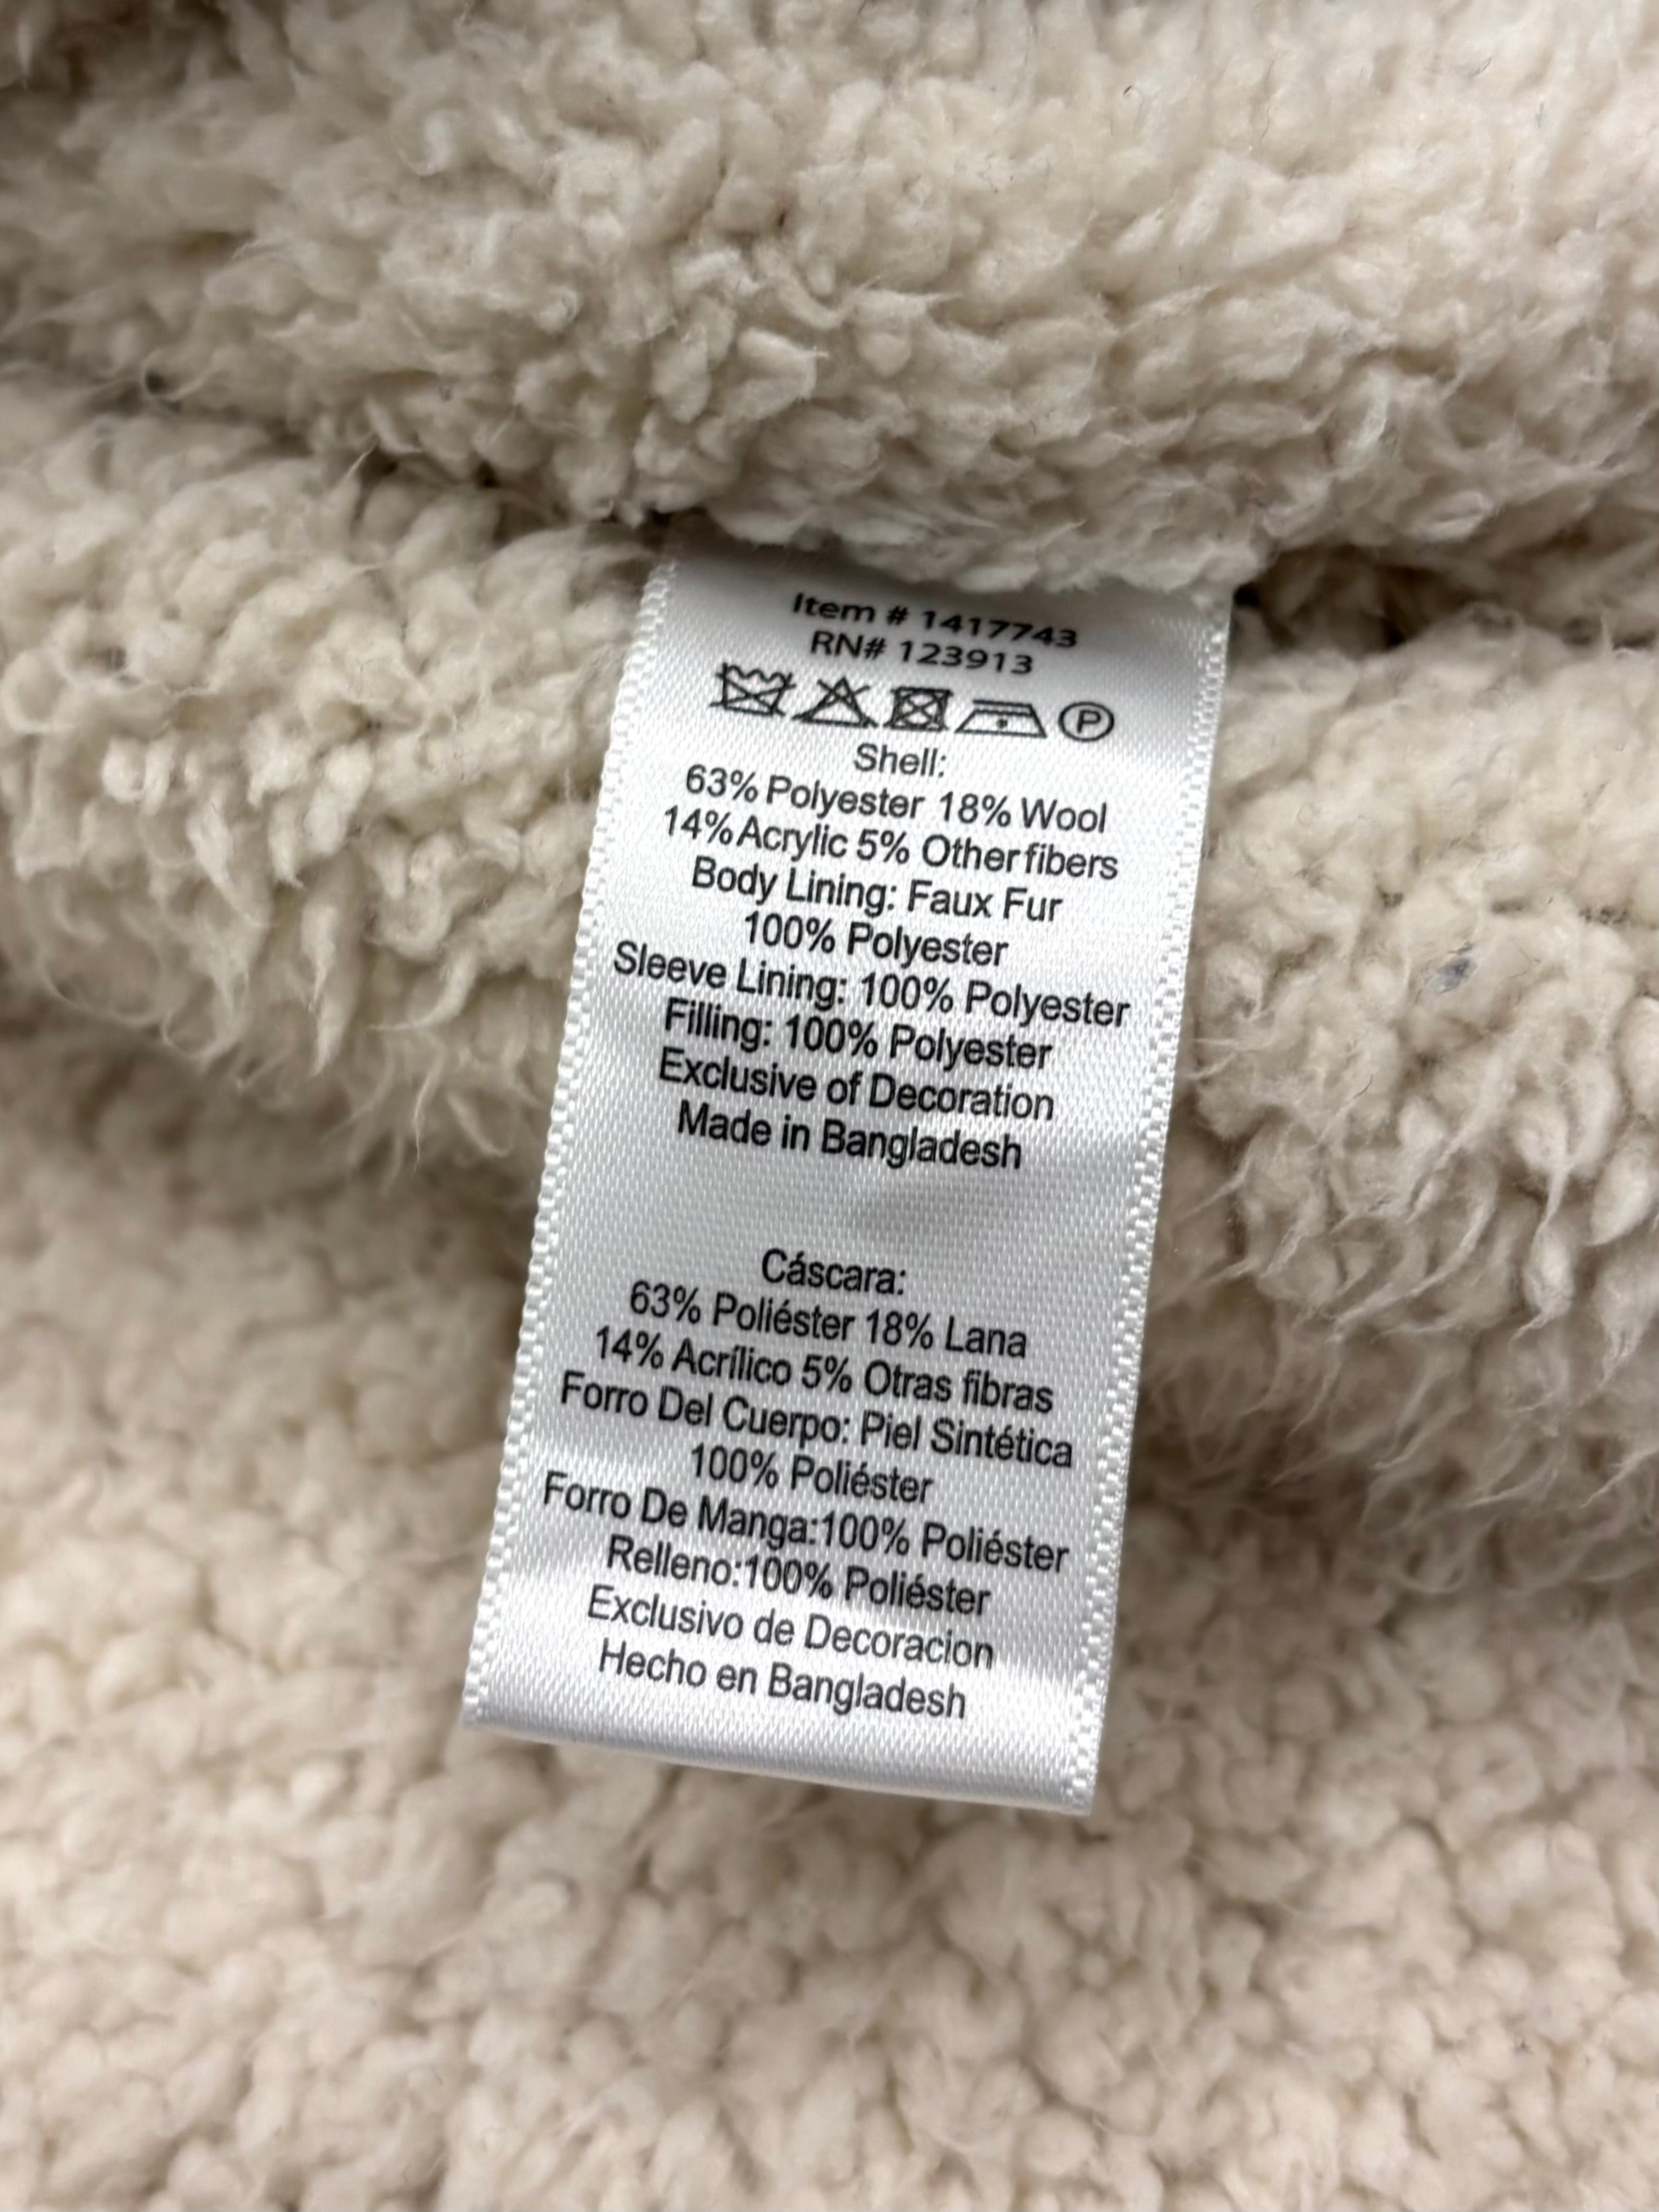 Item # 1417743
RN# 123913
P
Shell:
63% Polyester 18% Wool
14% Acrylic 5% Other fibers
Body Lining: Faux Fur
100% Polyester
Sleeve Lining: 100% Polyester
Filling: 100% Polyester
Exclusive of Decoration
Made in Bangladesh
Cáscara:
63% Poliéster 18% Lana
14% Acrílico 5% Otras fibras
Forro Del Cuerpo: Piel Sintética
100% Poliéster
Forro De Manga:100% Poliéster
Relleno:100% Poliéster
Exclusivo de Decoracion
Hecho en Bangladesh